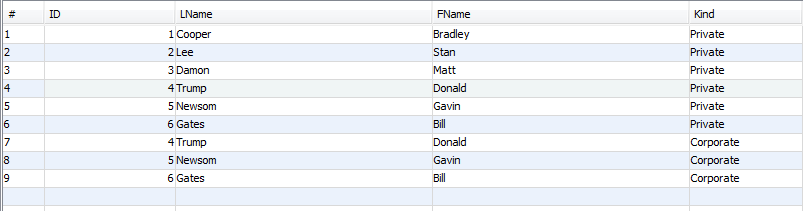 # ID LName FName Kind
1 1 Cooper Bradley Private
2 2 Lee Stan Private
3 3 Damon Matt Private
4 4 Trump Donald Private
5 5 Newsom Gavin Private
6 6 Gates Bill Private
7 4 Trump Donald Corporate
8 5 Newsom Gavin Corporate
9 6 Gates Bill Corporate